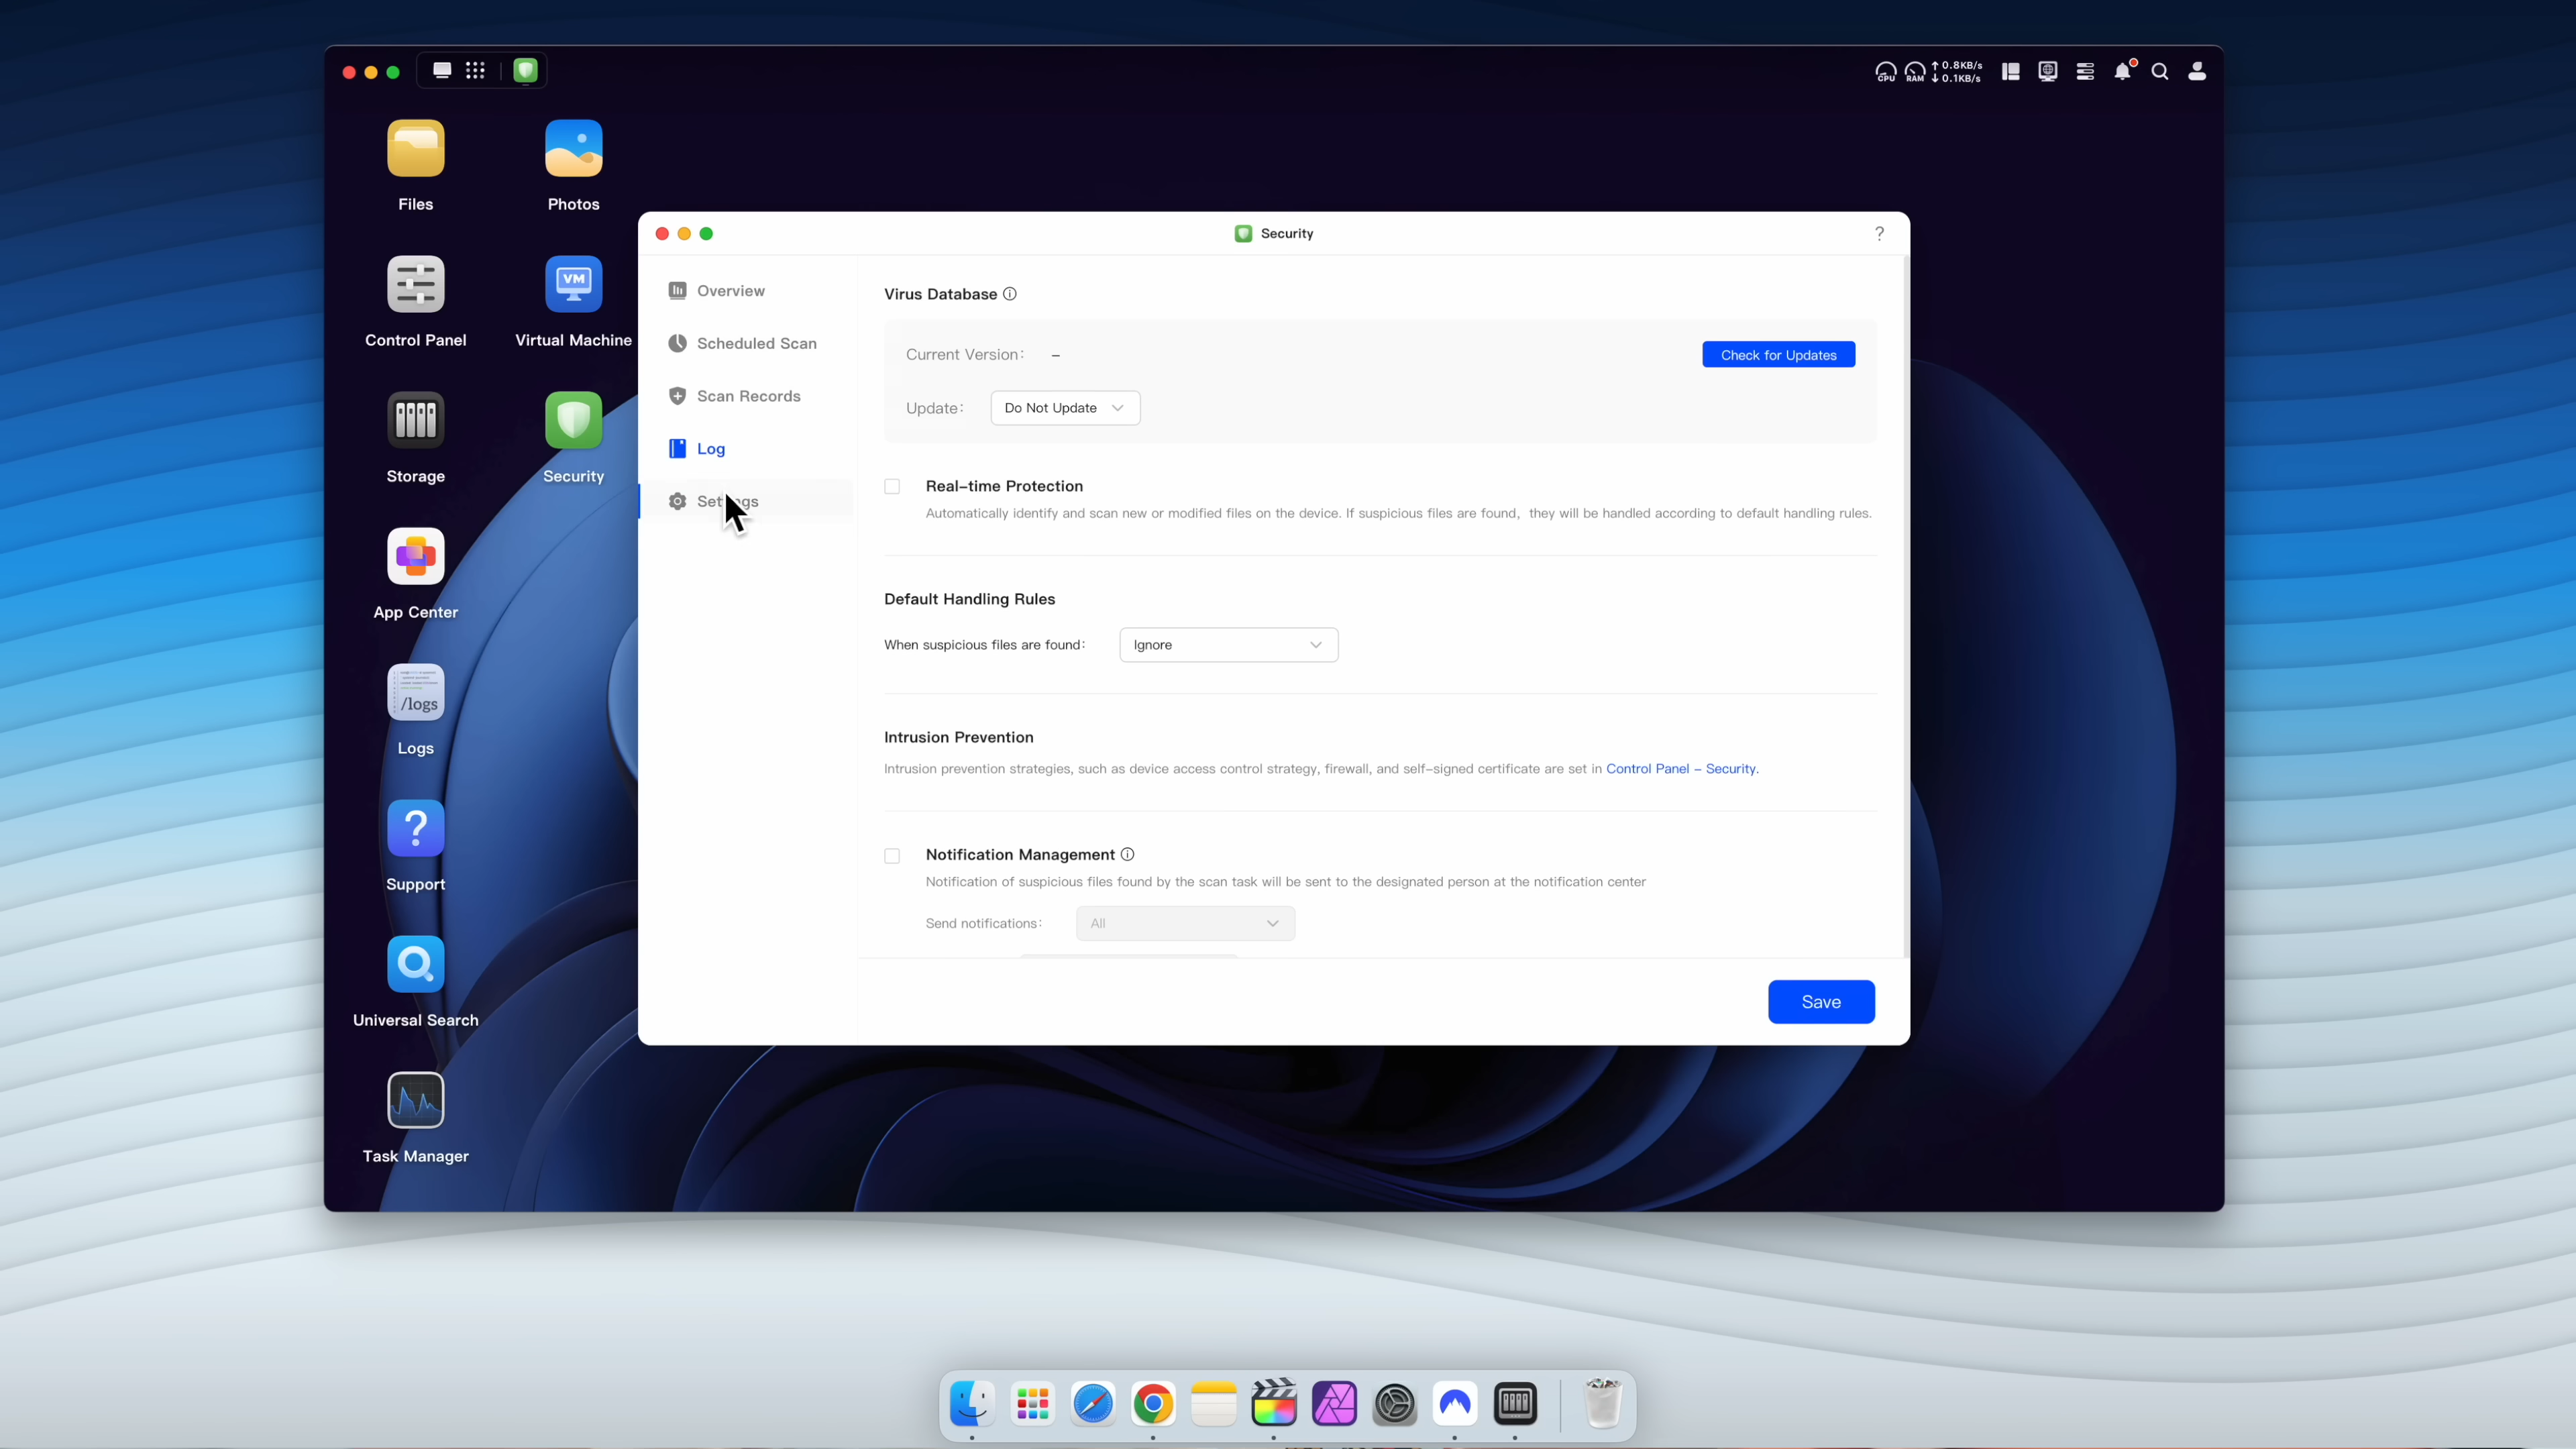 CPU RAM ↑ 0.8KB/s
↓ 0.1KB/s
Files
Photos
Control Panel
VM
Virtual Machine
Storage
Security
App Center
/logs
Logs
Support
Universal Search
Task Manager
Security ?
Overview
Scheduled Scan
Scan Records
Log
Settings
Virus Database
Current Version: –
Check for Updates
Update: Do Not Update
Real-time Protection
Automatically identify and scan new or modified files on the device. If suspicious files are found, they will be handled according to default handling rules.
Default Handling Rules
When suspicious files are found: Ignore
Intrusion Prevention
Intrusion prevention strategies, such as device access control strategy, firewall, and self-signed certificate are set in Control Panel - Security.
Notification Management
Notification of suspicious files found by the scan task will be sent to the designated person at the notification center
Send notifications: All
Save